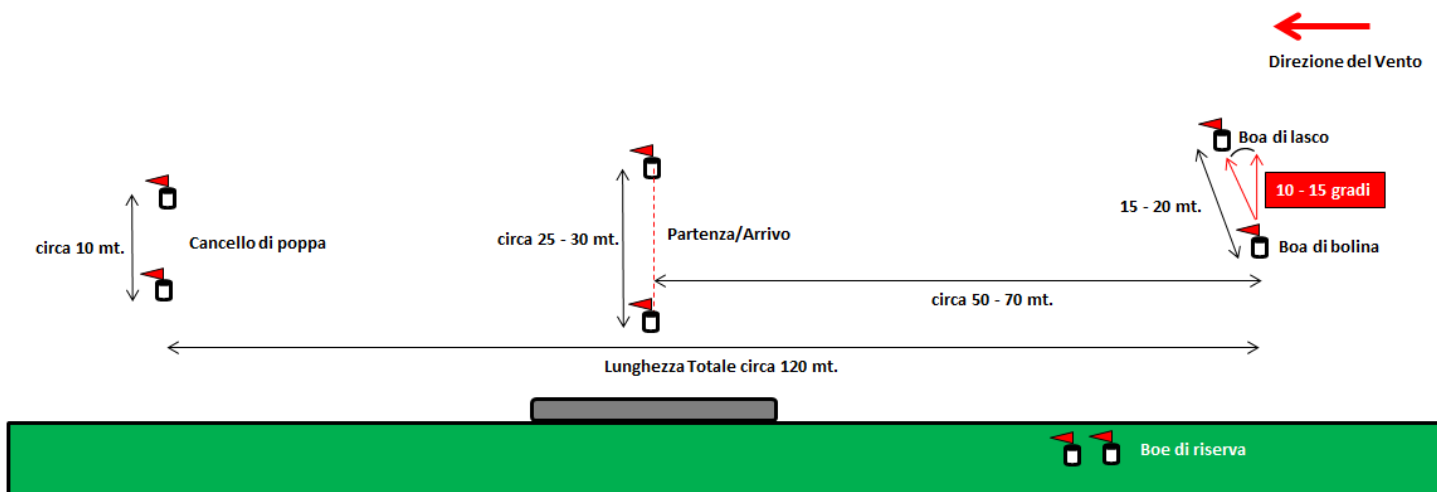 Direzione del Vento
Boa di lasco
10 - 15 gradi
15 - 20 mt.
Boa di bolina
circa 10 mt.
Cancello di poppa
circa 25 - 30 mt.
Partenza/Arrivo
circa 50 - 70 mt.
Lunghezza Totale circa 120 mt.
Boe di riserva